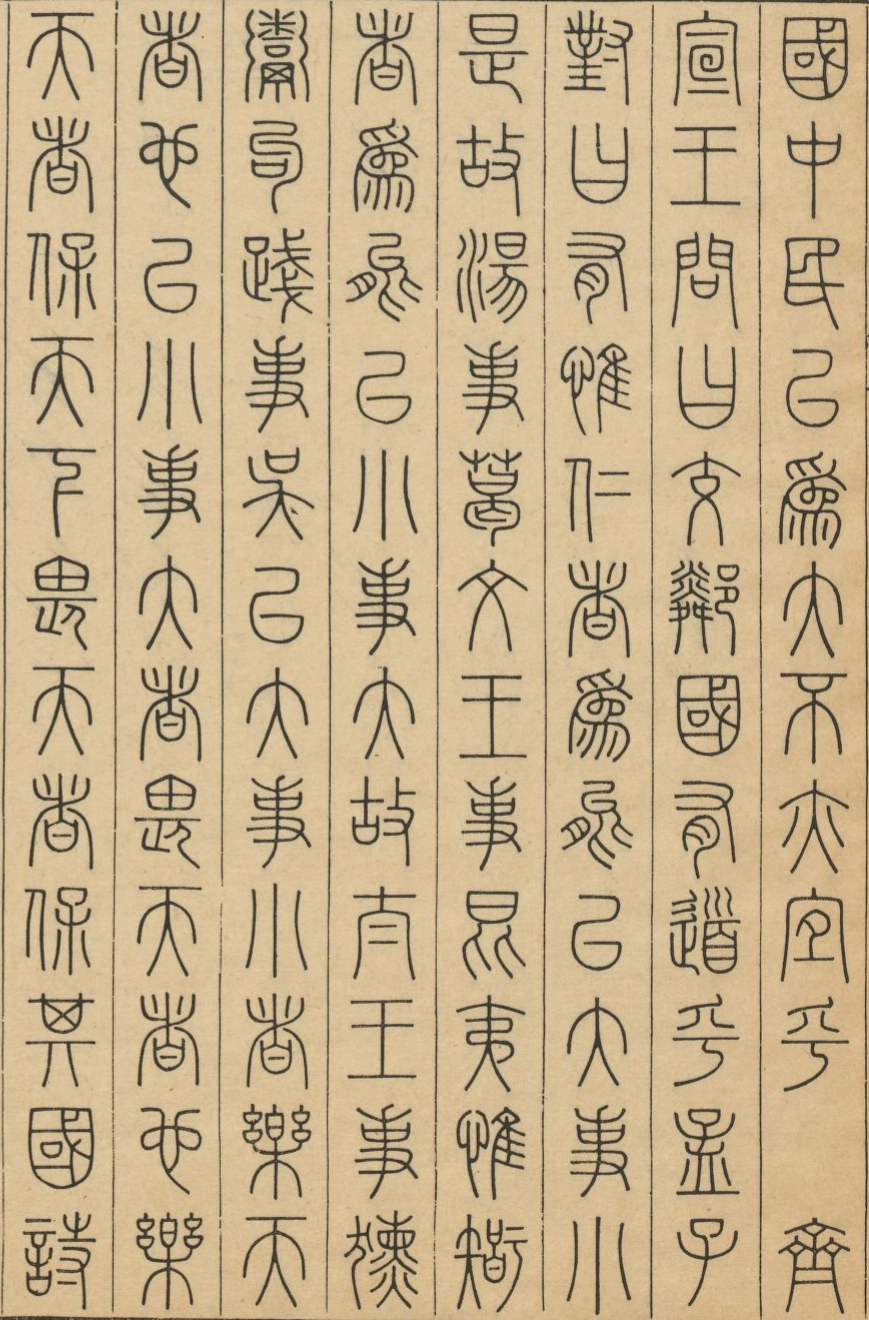 國中民以爲大不亦宜乎　齊
宣王問曰交鄰國有道乎孟子
對曰有惟仁者爲能以大事小
是故湯事葛文王事昆夷惟智
者爲能以小事大故太王事獯
鬻句踐事吳以大事小者樂天
者也以小事大者畏天者也樂
天者保天下畏天者保其國詩